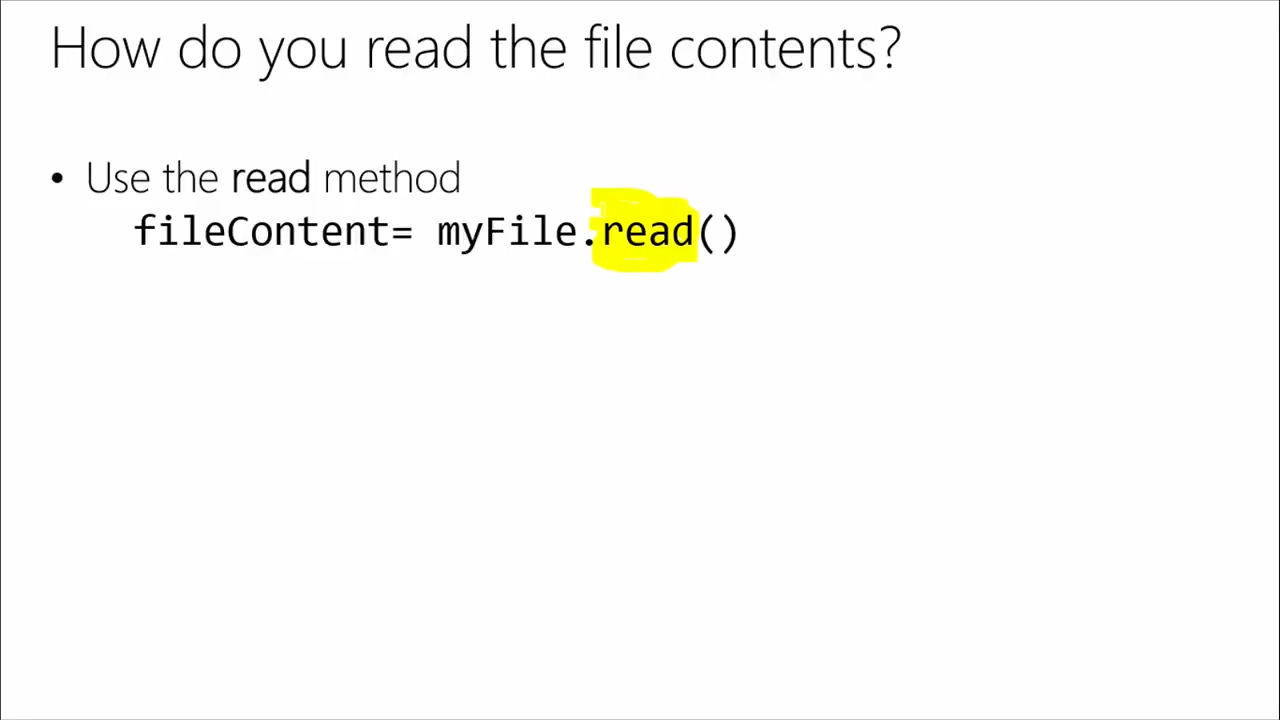 How do you read the file contents?
• Use the read method
fileContent= myFile.read()